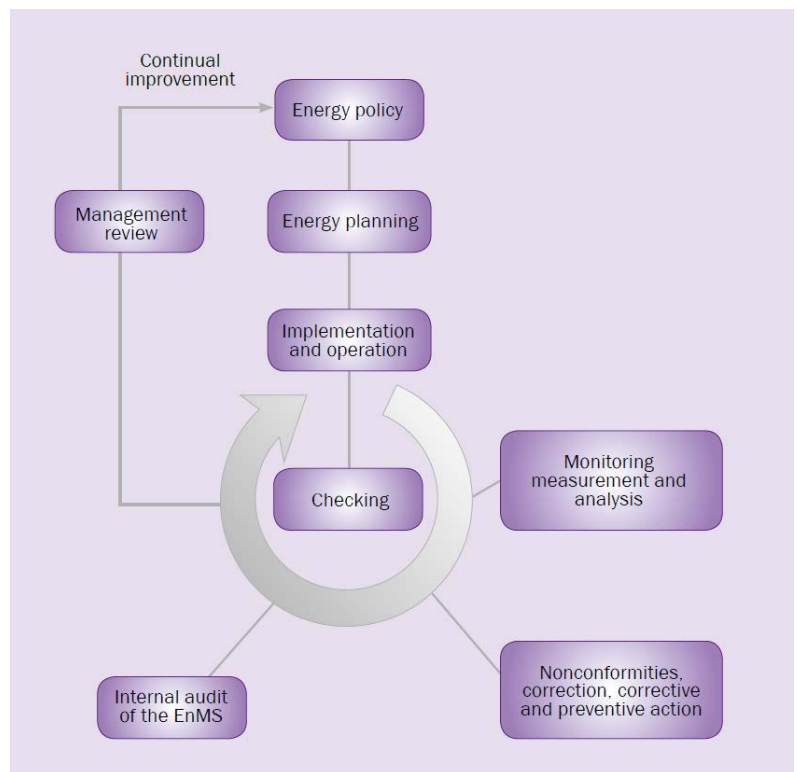 Continual
improvement
Energy policy
Management
review
Energy planning
Implementation
and operation
Checking
Monitoring
measurement and
analysis
Internal audit
of the EnMS
Nonconformities,
correction, corrective
and preventive action